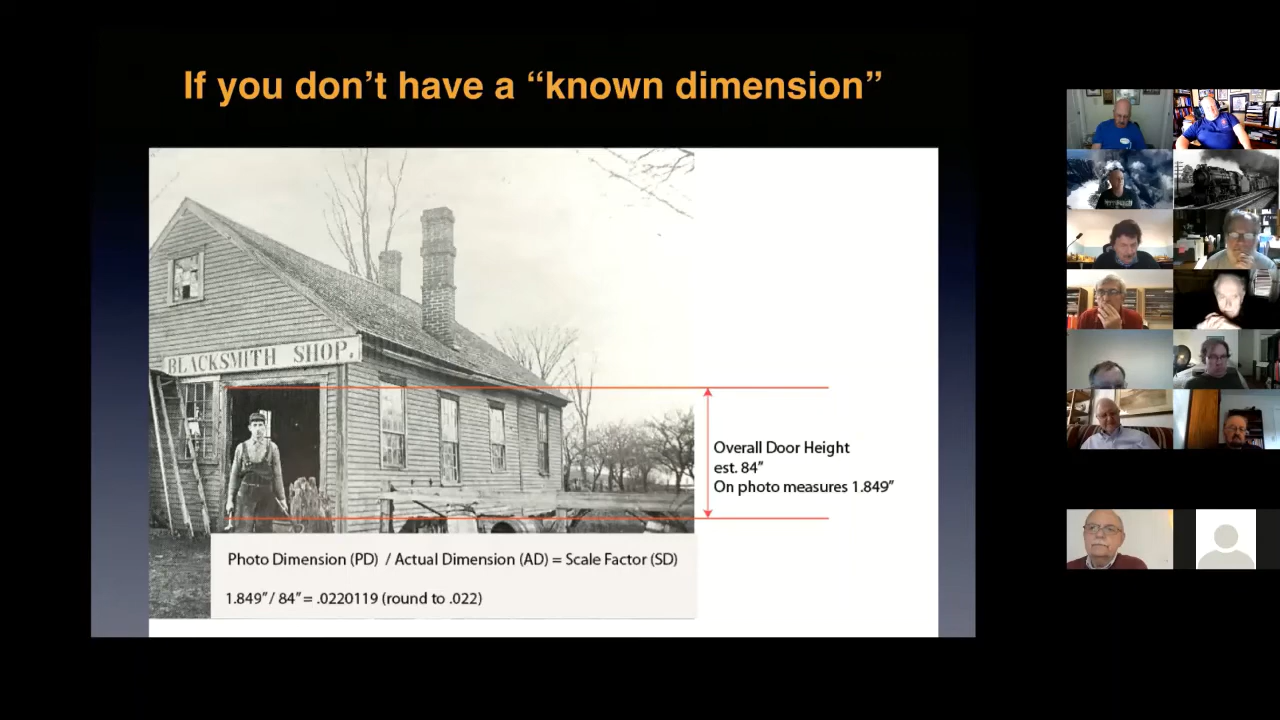 If you don’t have a “known dimension”
BLACKSMITH SHOP.
Overall Door Height
est. 84”
On photo measures 1.849”
Photo Dimension (PD) / Actual Dimension (AD) = Scale Factor (SD)
1.849”/ 84”= .0220119 (round to .022)